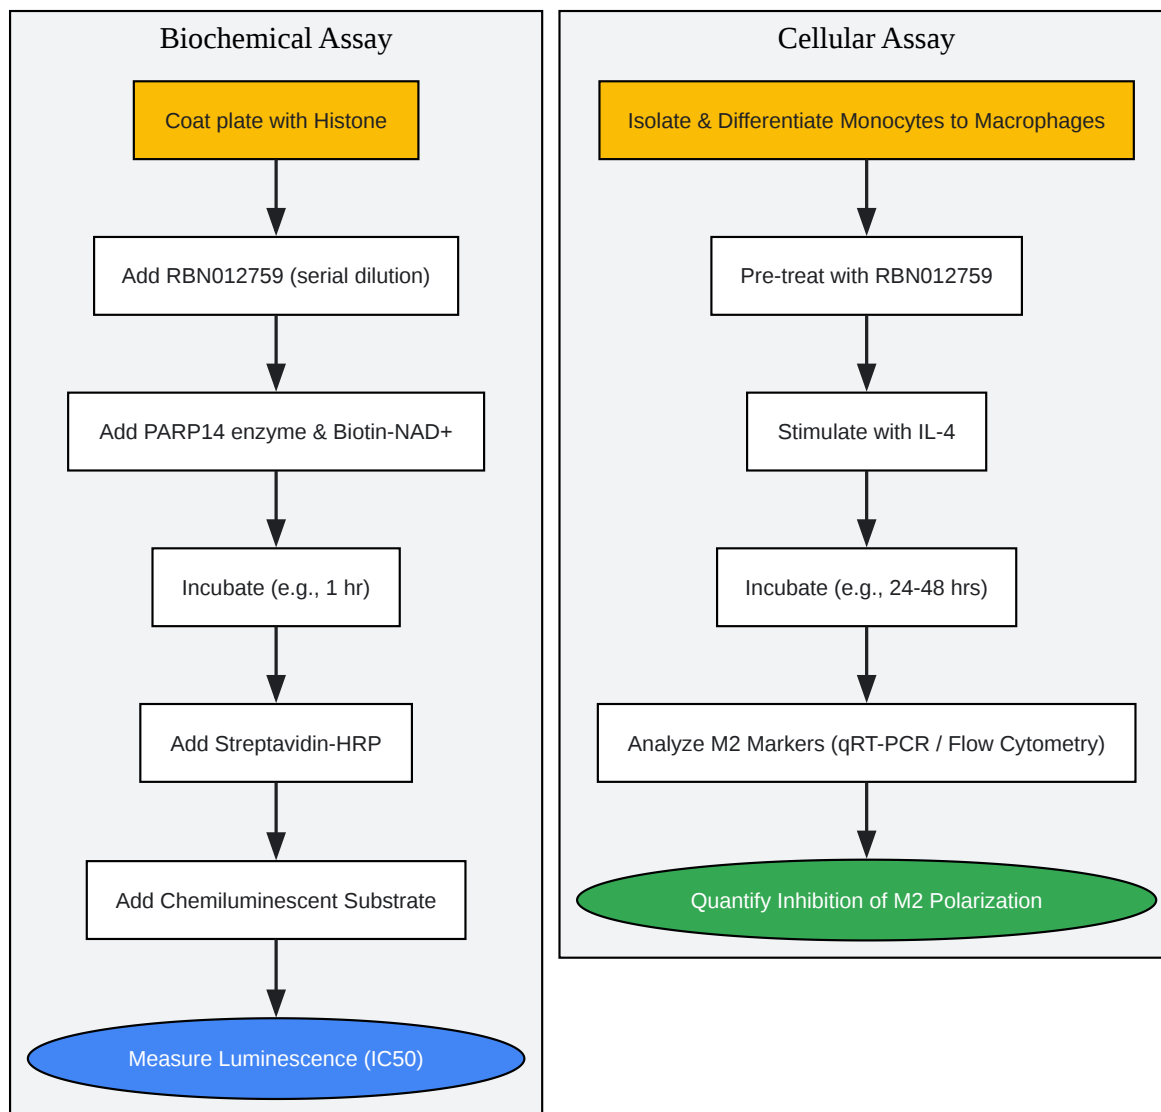 Biochemical Assay
Coat plate with Histone
Add RBN012759 (serial dilution)
Add PARP14 enzyme & Biotin-NAD+
Incubate (e.g., 1 hr)
Add Streptavidin-HRP
Add Chemiluminescent Substrate
Measure Luminescence (IC50)
Cellular Assay
Isolate & Differentiate Monocytes to Macrophages
Pre-treat with RBN012759
Stimulate with IL-4
Incubate (e.g., 24-48 hrs)
Analyze M2 Markers (qRT-PCR / Flow Cytometry)
Quantify Inhibition of M2 Polarization